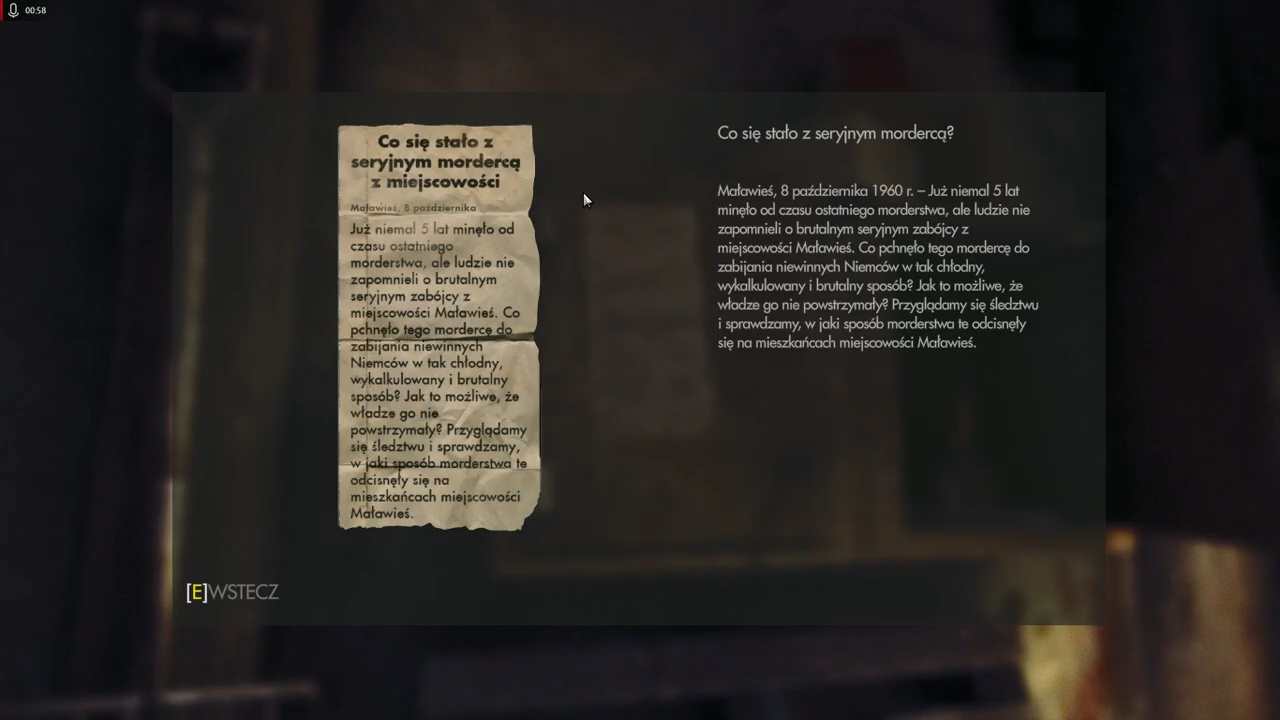 00:58
Co się stało z
seryjnym mordercą
z miejscowości
Maławieś, 8 października
Już niemal 5 lat minęło od
czasu ostatniego
morderstwa, ale ludzie nie
zapomnieli o brutalnym
seryjnym zabójcy z
miejscowości Maławieś. Co
pchnęło tego mordercę do
zabijania niewinnych
Niemców w tak chłodny,
wykalkulowany i brutalny
sposób? Jak to możliwe, że
władze go nie
powstrzymały? Przyglądamy
się śledztwu i sprawdzamy,
w jaki sposób morderstwa te
odcisnęły się na
mieszkańcach miejscowości
Maławieś.
Co się stało z seryjnym mordercą?
Maławieś, 8 października 1960 r. – Już niemal 5 lat
minęło od czasu ostatniego morderstwa, ale ludzie nie
zapomnieli o brutalnym seryjnym zabójcy z
miejscowości Maławieś. Co pchnęło tego mordercę do
zabijania niewinnych Niemców w tak chłodny,
wykalkulowany i brutalny sposób? Jak to możliwe, że
władze go nie powstrzymały? Przyglądamy się śledztwu
i sprawdzamy, w jaki sposób morderstwa te odcisnęły
się na mieszkańcach miejscowości Maławieś.
[E]WSTECZ